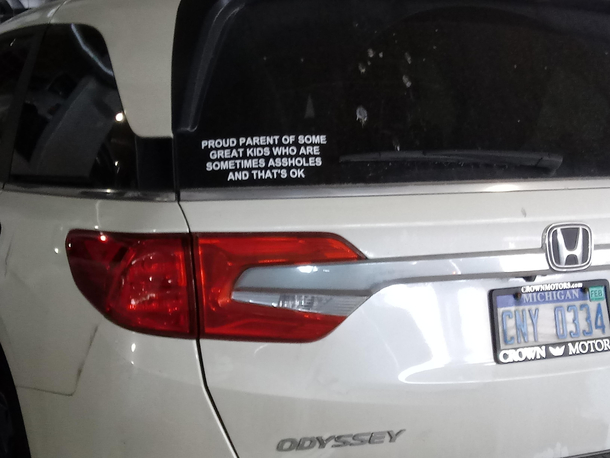 PROUD PARENT OF SOME
GREAT KIDS WHO ARE
SOMETIMES ASSHOLES
AND THAT'S OK
CROWNMOTORS.com
MICHIGAN FEB
CNY 0334
CROWN MOTOR
ODYSSEY